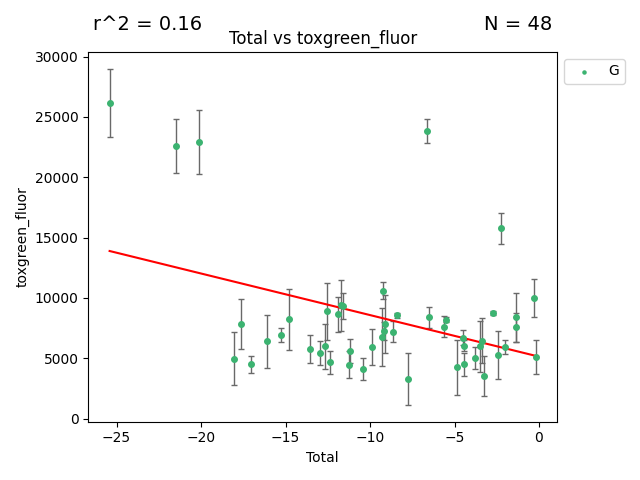 r^2 = 0.16
N = 48
Total vs toxgreen_fluor
G
30000
25000
20000
15000
10000
5000
0
toxgreen_fluor
−25
−20
−15
−10
−5
0
Total